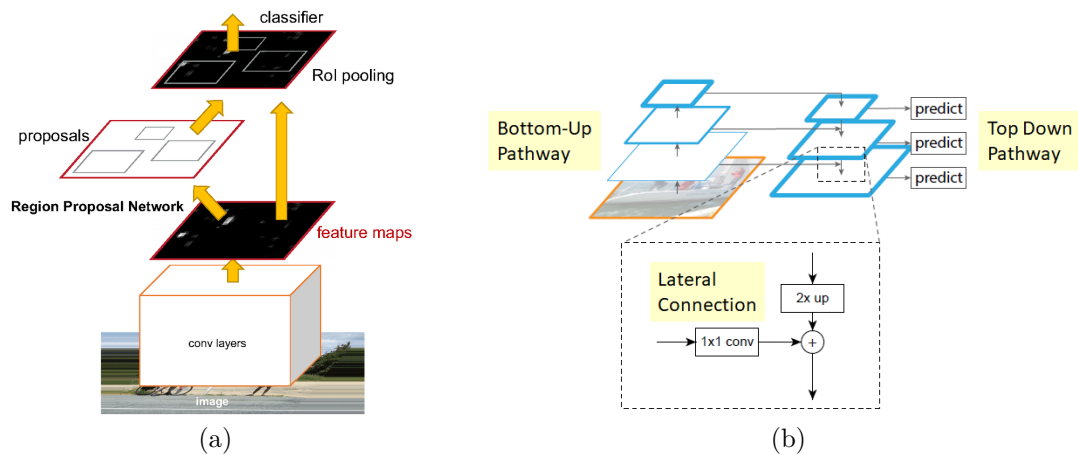 classifier
RoI pooling
proposals
Region Proposal Network
feature maps
conv layers
image
(a)
Bottom-Up
Pathway
predict
predict
predict
Top Down
Pathway
Lateral
Connection
2x up
1x1 conv
+
(b)